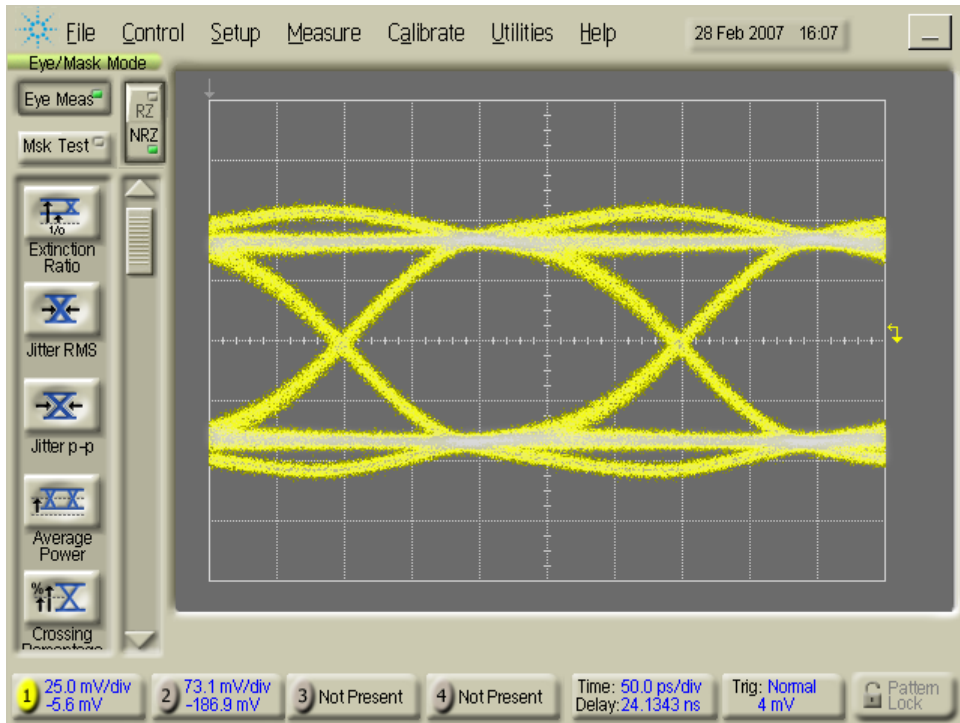 File Control Setup Measure Calibrate Utilities Help 28 Feb 2007 16:07
Eye/Mask Mode
Eye Meas
RZ
NRZ
Msk Test
1/0
Extinction
Ratio
Jitter RMS
Jitter p-p
Average
Power
%
Crossing
Percentage
1 25.0 mV/div
-5.6 mV
2 73.1 mV/div
-186.9 mV
3 Not Present
4 Not Present
Time: 50.0 ps/div
Delay:24.1343 ns
Trig: Normal
4 mV
Pattern
Lock